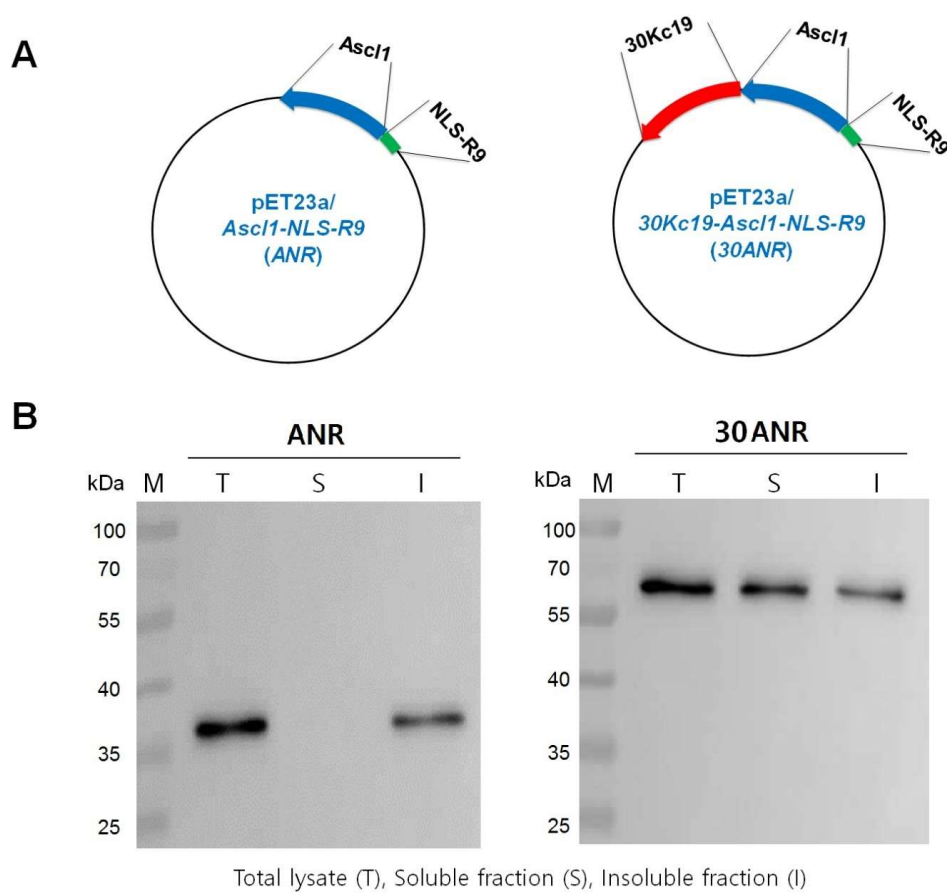 A
Ascl1
NLS-R9
pET23a/
Ascl1-NLS-R9
(ANR)
30Kc19
Ascl1
NLS-R9
pET23a/
30Kc19-Ascl1-NLS-R9
(30ANR)
B
ANR
kDa M T S I
100
70
55
40
35
25
30ANR
kDa M T S I
100
70
55
40
35
25
Total lysate (T), Soluble fraction (S), Insoluble fraction (I)